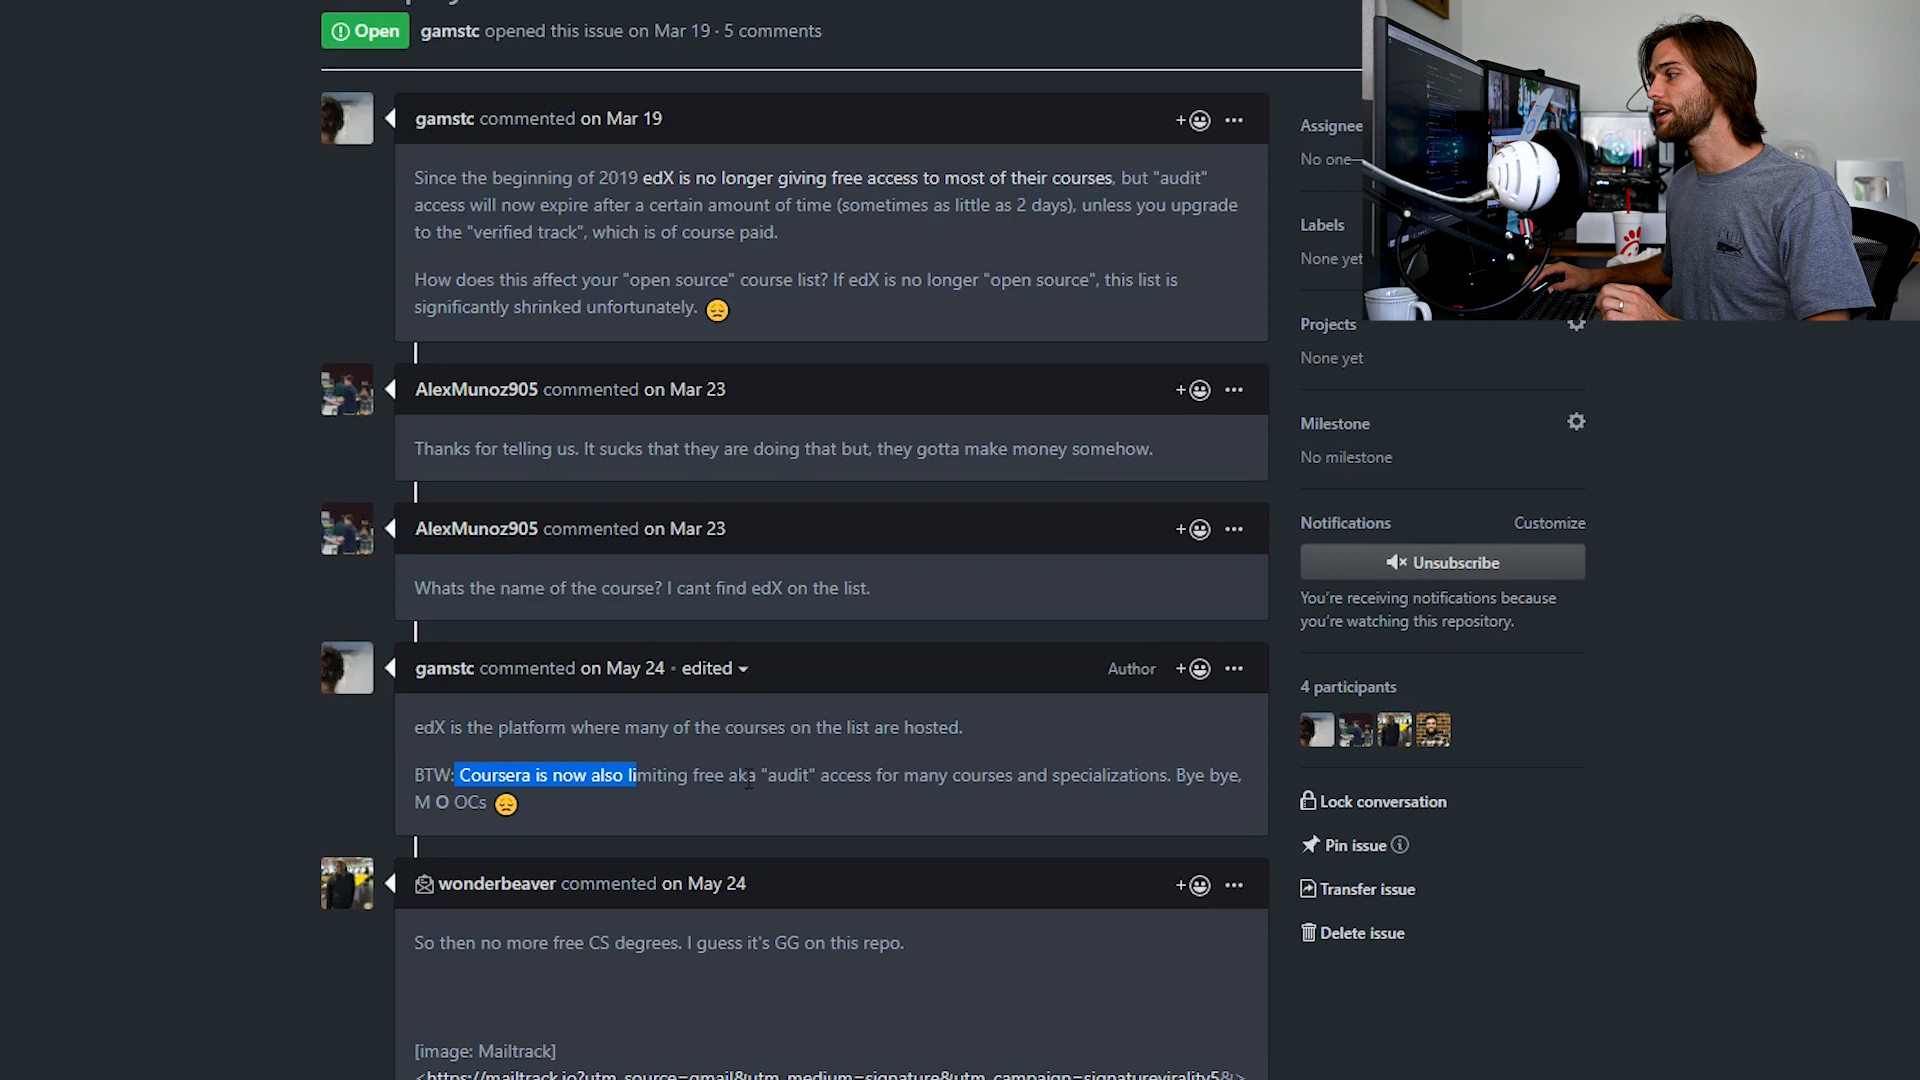 Open gamstc opened this issue on Mar 19 · 5 comments
gamstc commented on Mar 19
Since the beginning of 2019 edX is no longer giving free access to most of their courses, but "audit"
access will now expire after a certain amount of time (sometimes as little as 2 days), unless you upgrade
to the "verified track", which is of course paid.
How does this affect your "open source" course list? If edX is no longer "open source", this list is
significantly shrinked unfortunately.
AlexMunoz905 commented on Mar 23
Thanks for telling us. It sucks that they are doing that but, they gotta make money somehow.
AlexMunoz905 commented on Mar 23
Whats the name of the course? I cant find edX on the list.
gamstc commented on May 24 · edited
Author
edX is the platform where many of the courses on the list are hosted.
BTW: Coursera is now also limiting free aka "audit" access for many courses and specializations. Bye bye,
M O OCs
wonderbeaver commented on May 24
So then no more free CS degrees. I guess it's GG on this repo.
[image: Mailtrack]
<https://mailtrack.io?utm_source=gmail&utm_medium=signature&utm_campaign=signaturevirality5&>
Assignee
No one—
Labels
None yet
Projects
None yet
Milestone
No milestone
Notifications Customize
Unsubscribe
You're receiving notifications because
you're watching this repository.
4 participants
Lock conversation
Pin issue
Transfer issue
Delete issue